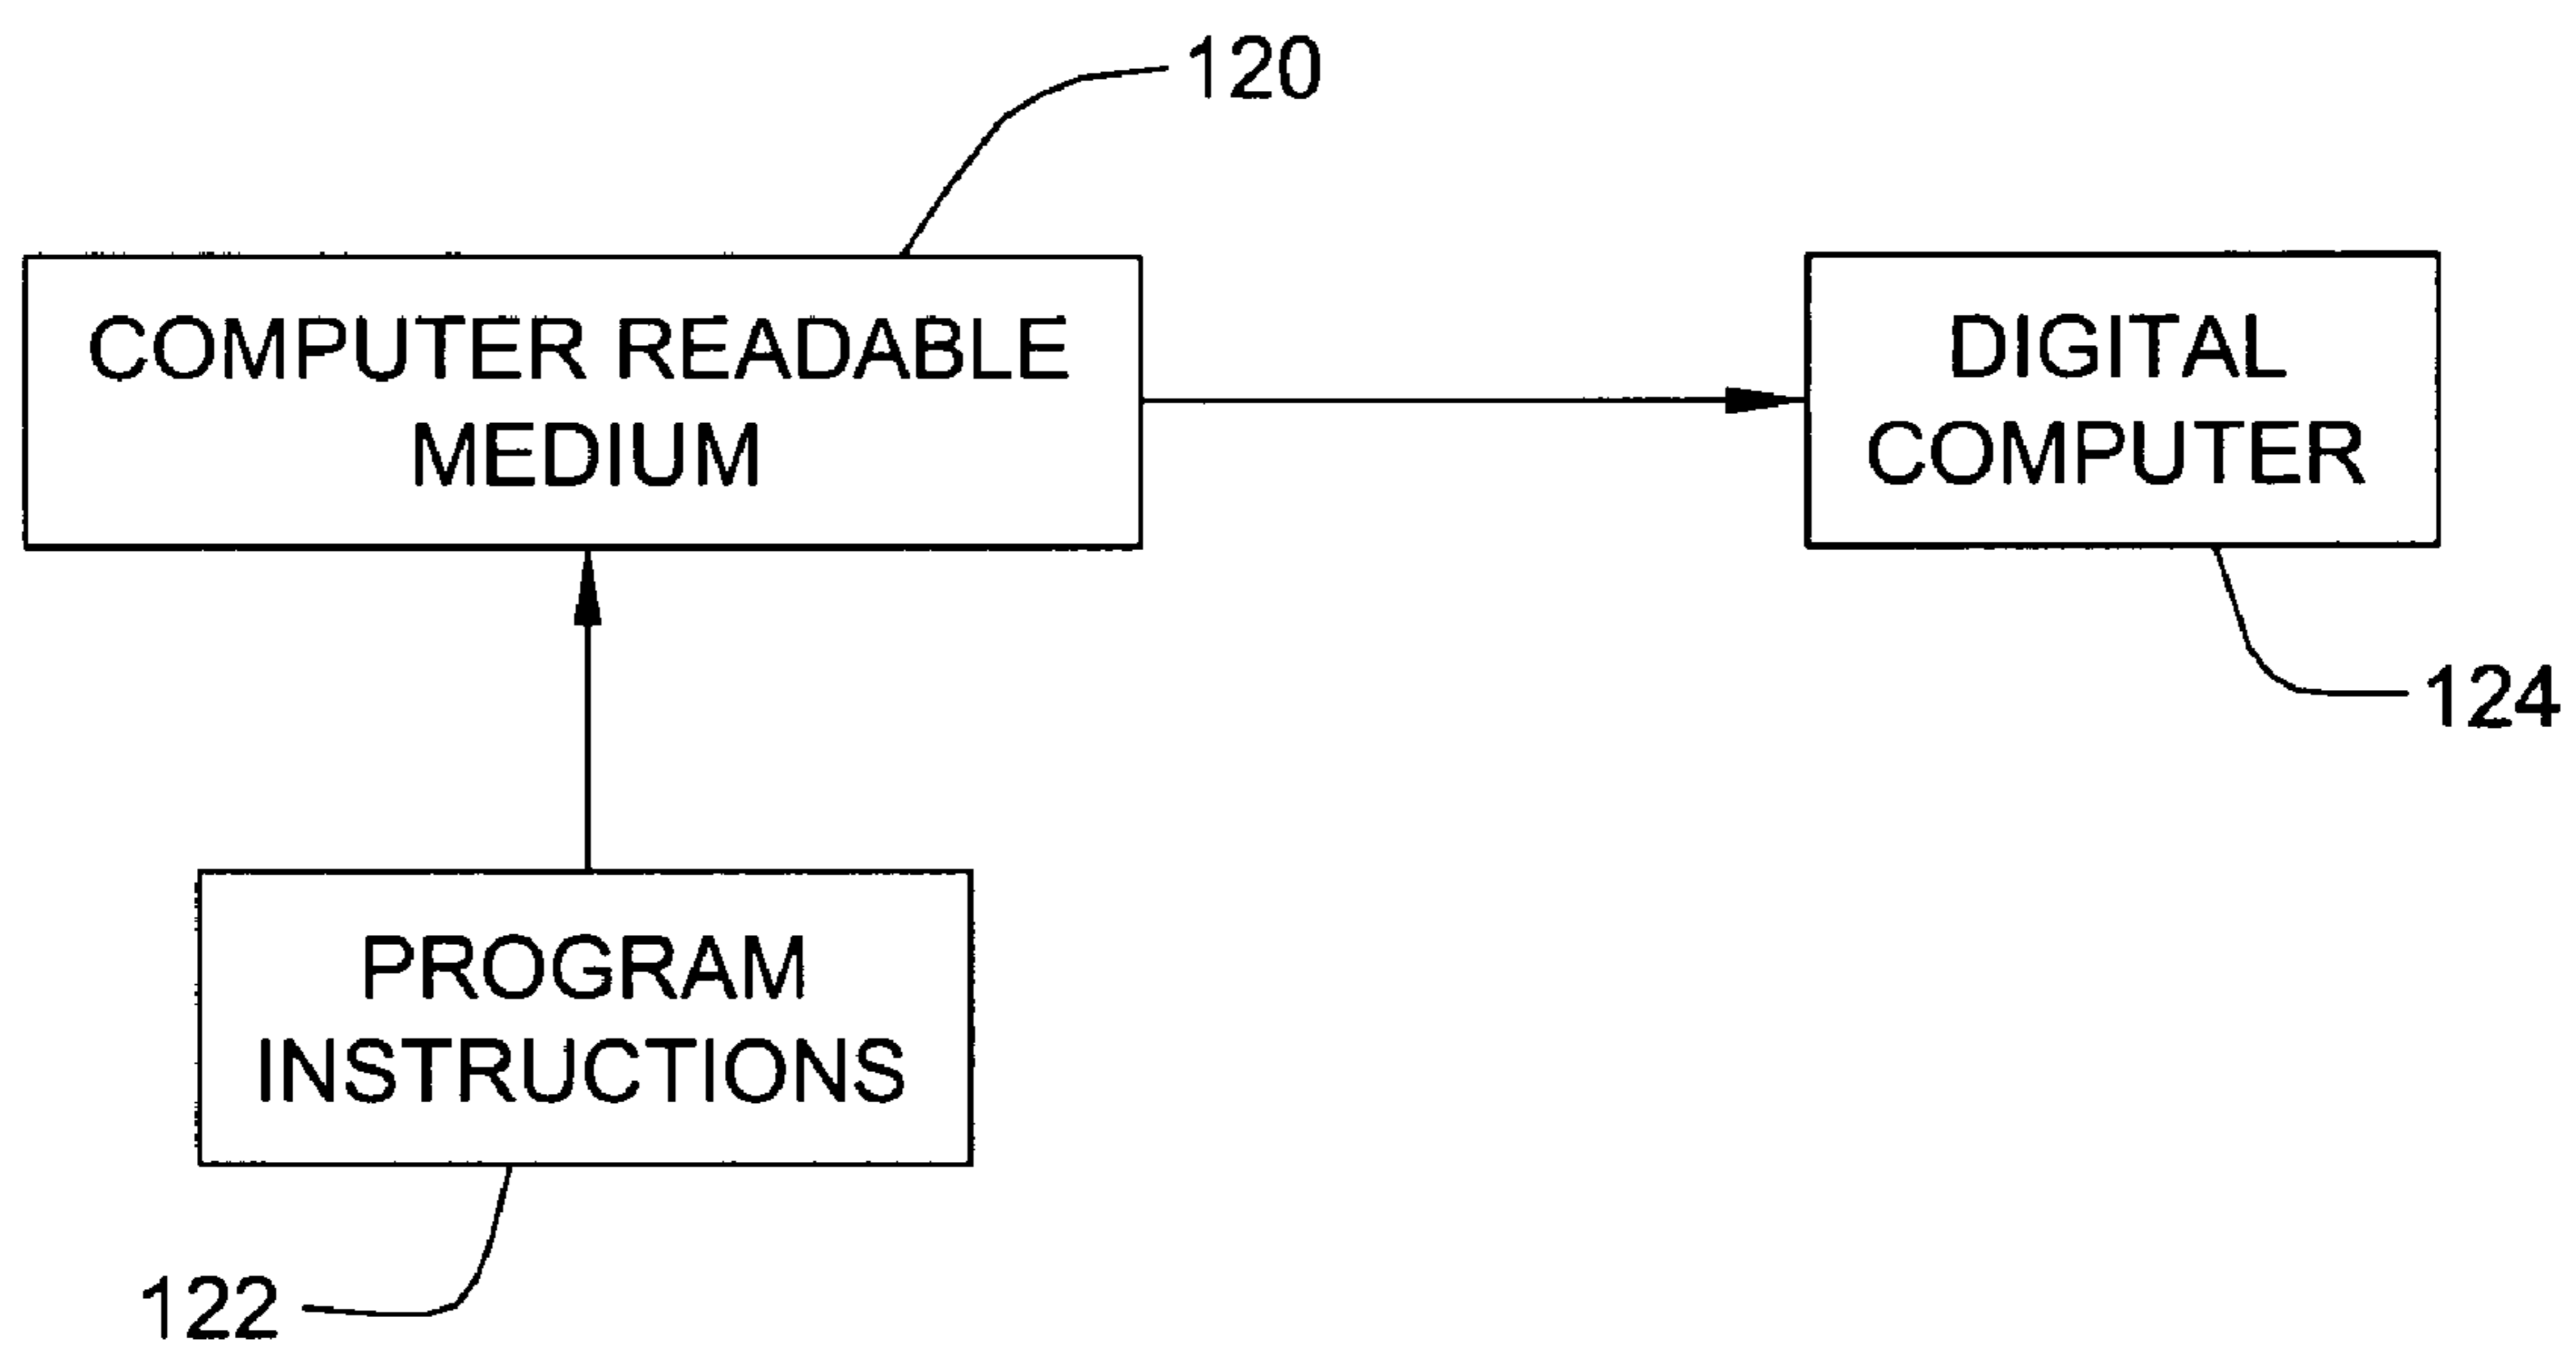 120
COMPUTER READABLE
MEDIUM
DIGITAL
COMPUTER
124
PROGRAM
INSTRUCTIONS
122